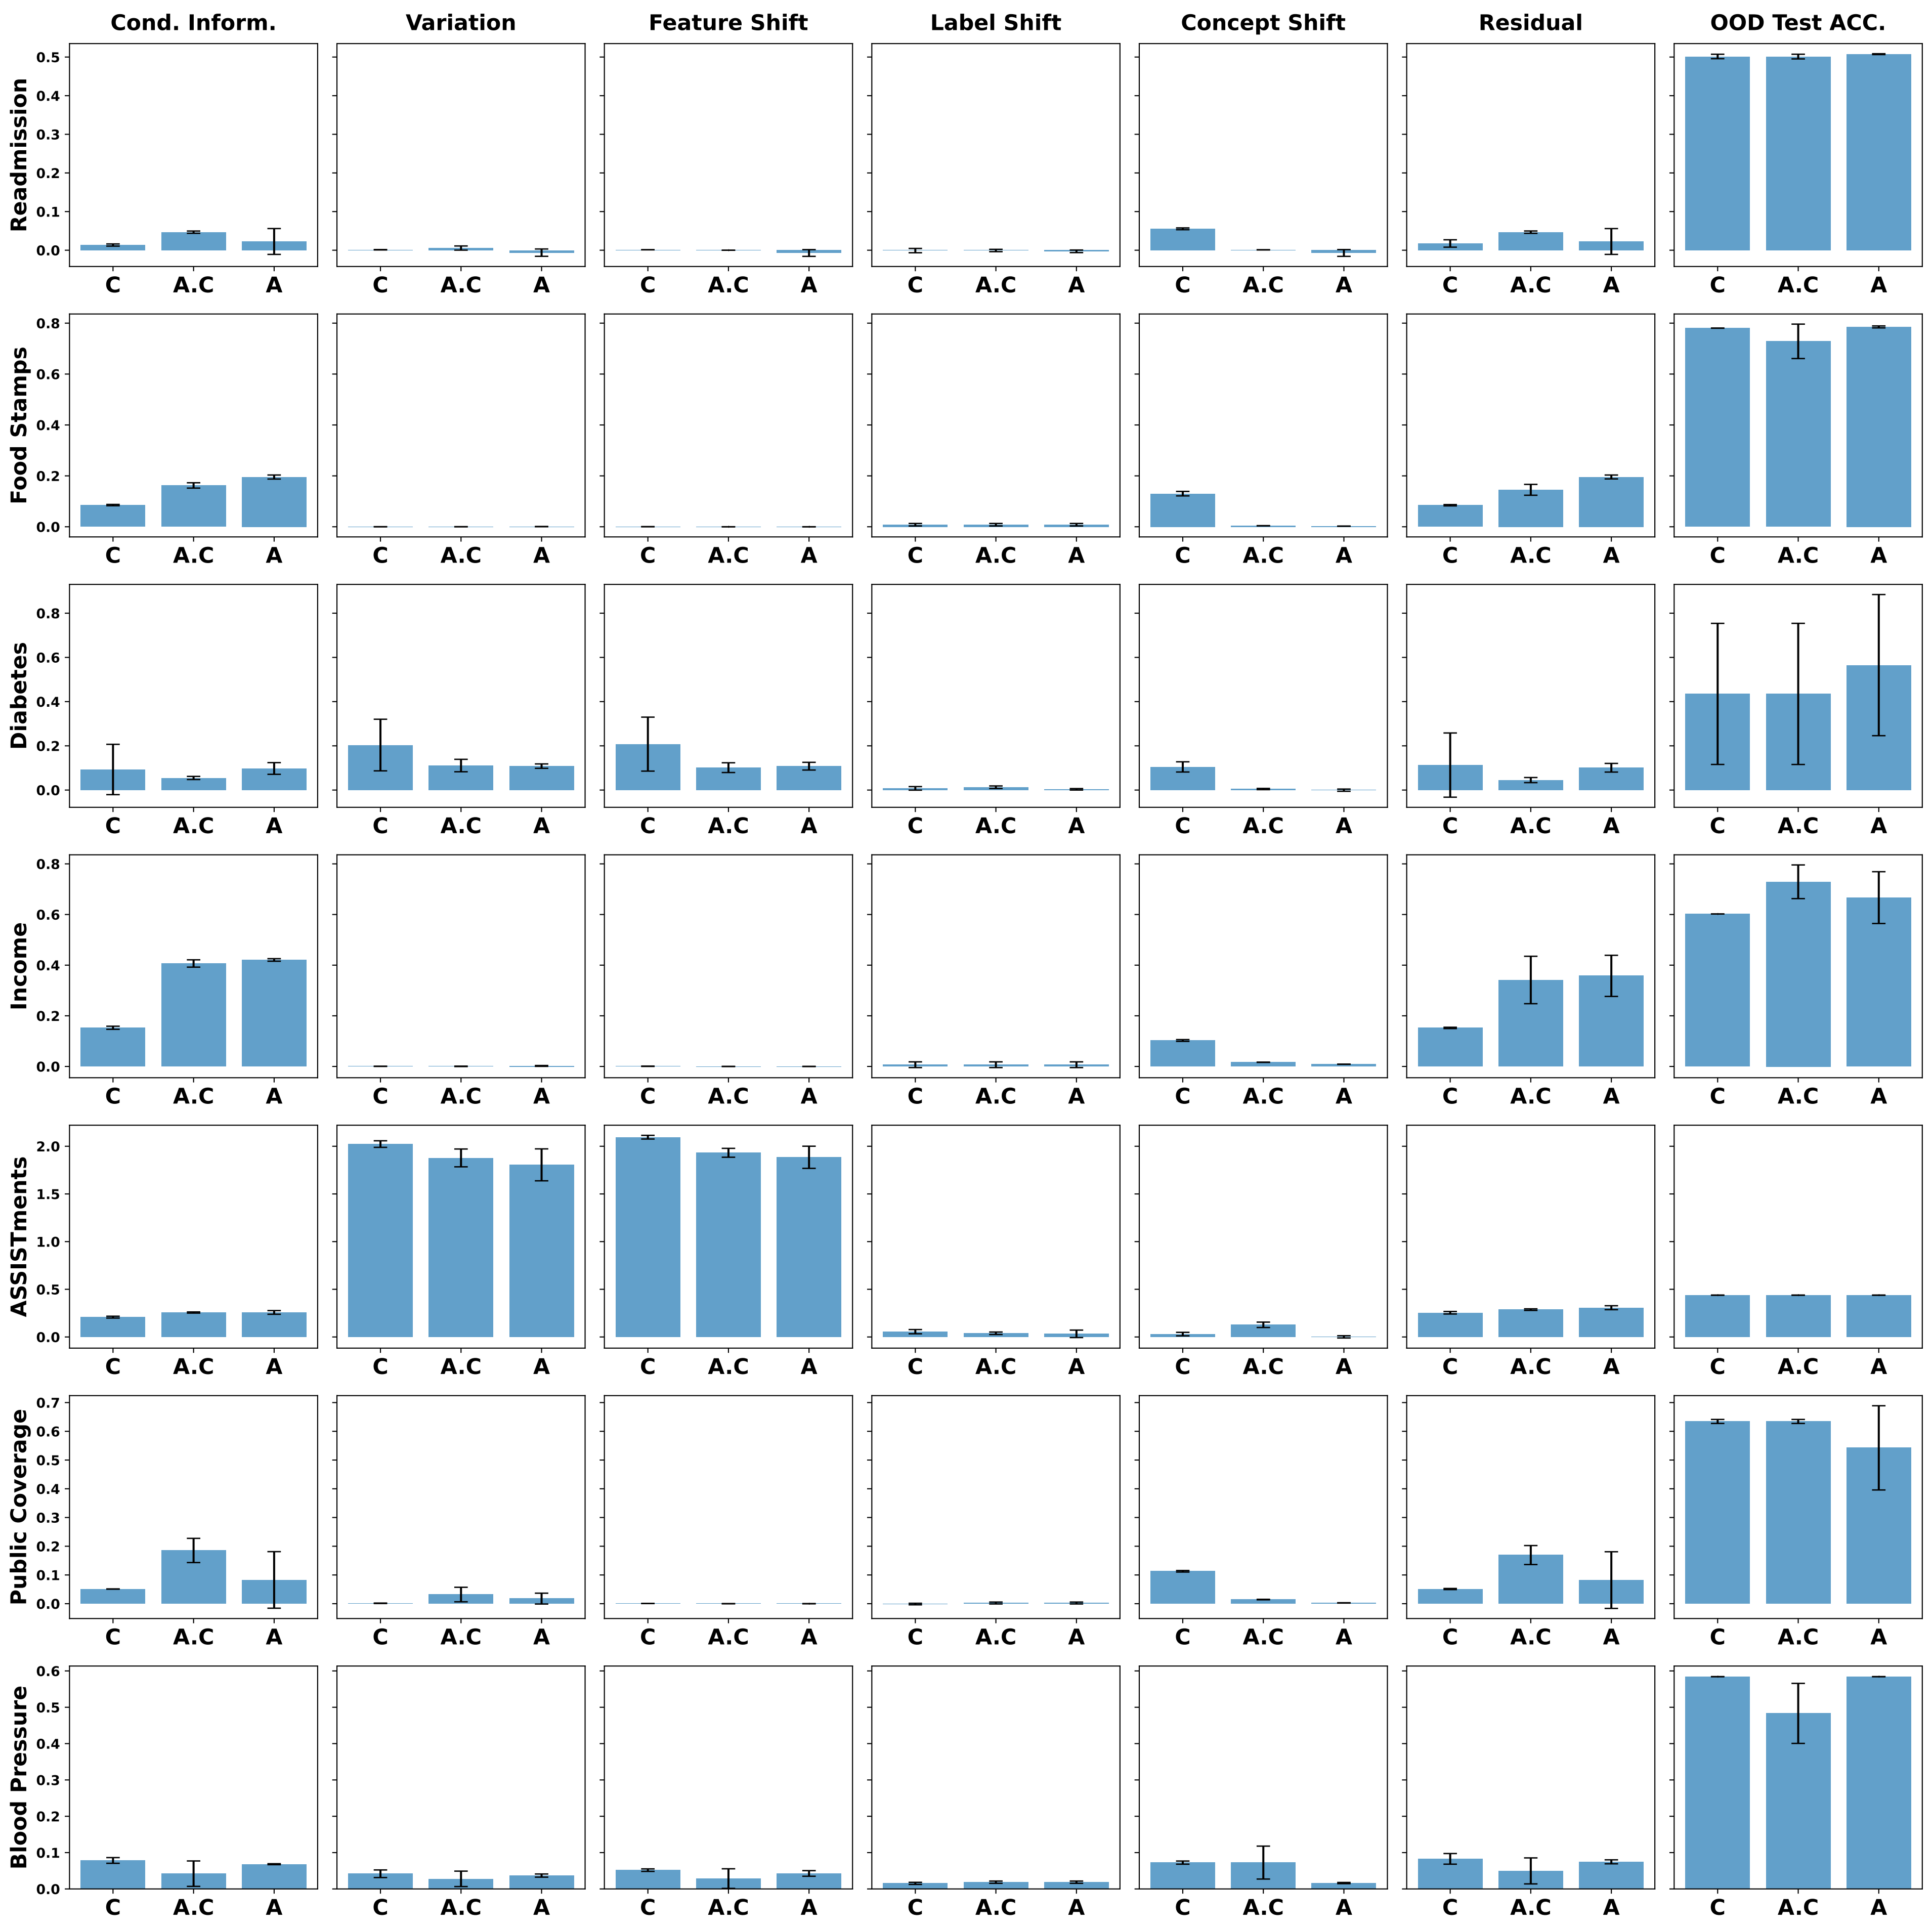 Cond. Inform. Variation Feature Shift Label Shift Concept Shift Residual OOD Test ACC.
Readmission
0.5
0.4
0.3
0.2
0.1
0.0
C A.C A C A.C A C A.C A C A.C A C A.C A C A.C A C A.C A
Food Stamps
0.8
0.6
0.4
0.2
0.0
C A.C A C A.C A C A.C A C A.C A C A.C A C A.C A C A.C A
Diabetes
0.8
0.6
0.4
0.2
0.0
C A.C A C A.C A C A.C A C A.C A C A.C A C A.C A C A.C A
Income
0.8
0.6
0.4
0.2
0.0
C A.C A C A.C A C A.C A C A.C A C A.C A C A.C A C A.C A
ASSISTments
2.0
1.5
1.0
0.5
0.0
C A.C A C A.C A C A.C A C A.C A C A.C A C A.C A C A.C A
Public Coverage
0.7
0.6
0.5
0.4
0.3
0.2
0.1
0.0
C A.C A C A.C A C A.C A C A.C A C A.C A C A.C A C A.C A
Blood Pressure
0.6
0.5
0.4
0.3
0.2
0.1
0.0
C A.C A C A.C A C A.C A C A.C A C A.C A C A.C A C A.C A